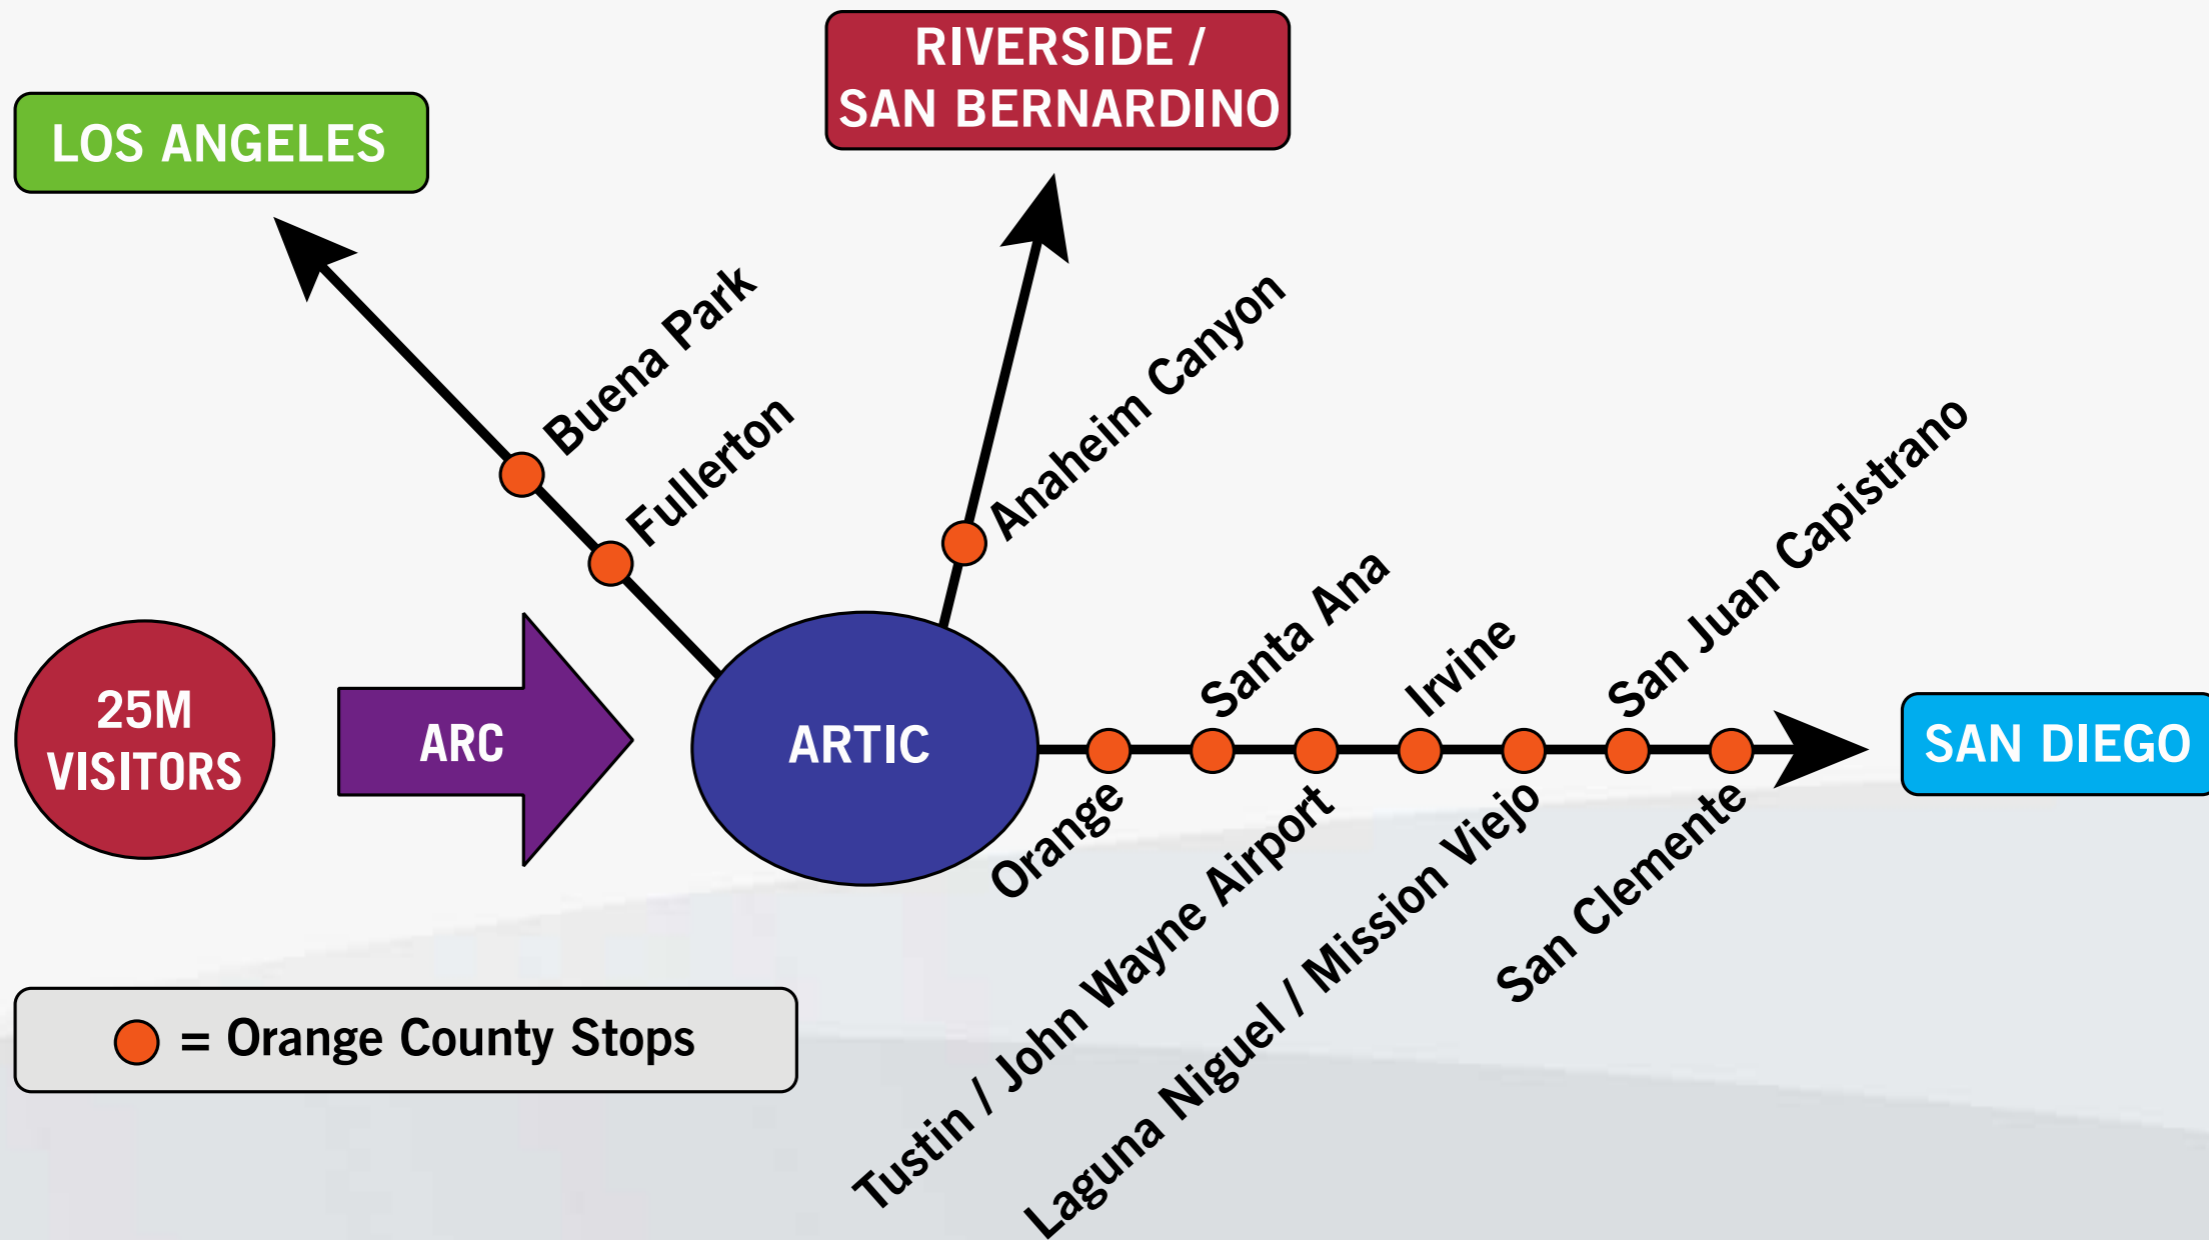 RIVERSIDE /
SAN BERNARDINO
LOS ANGELES
Buena Park
Fullerton
Anaheim Canyon
Santa Ana
Irvine
San Juan Capistrano
25M
VISITORS
ARC
ARTIC
SAN DIEGO
Orange
Tustin / John Wayne Airport
Laguna Niguel / Mission Viejo
San Clemente
= Orange County Stops